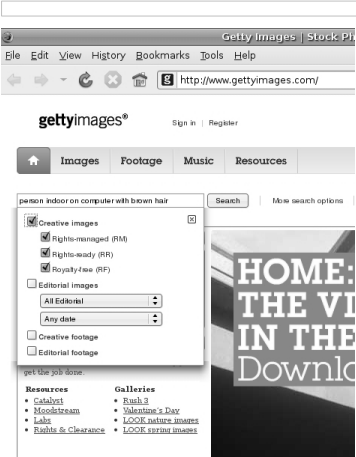 Getty Images | Stock Ph
File Edit View History Bookmarks Tools Help
g http://www.gettyimages.com/
gettyimages®
Sign in | Register
Images Footage Music Resources
person indoor on computer with brown hair
Search | More search options |
Creative images
Rights-managed (RM)
Rights-ready (RR)
Royalty-free (RF)
Editorial images
All Editorial
Any date
Creative footage
Editorial footage
HOME:
THE VI
IN THE
Downlo
get the job done.
Resources
Catalyst
Moodstream
Labs
Rights & Clearance
Galleries
Rush 3
Valentine's Day
LOOK nature images
LOOK spring images